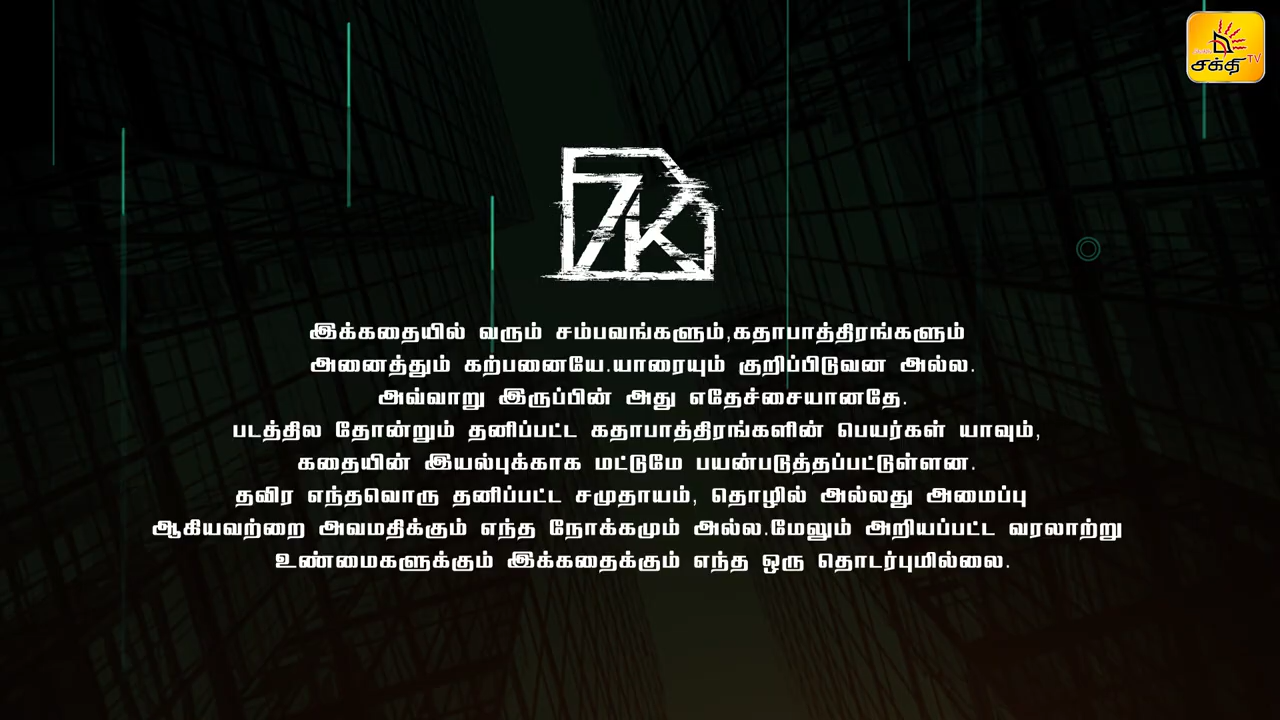 சக்தி TV
7K
இக்கதையில் வரும் சம்பவங்களும்,கதாபாத்திரங்களும்
அனைத்தும் கற்பனையே.யாரையும் குறிப்பிடுவன அல்ல.
அவ்வாறு இருப்பின் அது எதேச்சையானதே.
படத்தில தோன்றும் தனிப்பட்ட கதாபாத்திரங்களின் பெயர்கள் யாவும்,
கதையின் இயல்புக்காக மட்டுமே பயன்படுத்தப்பட்டுள்ளன.
தவிர எந்தவொரு தனிப்பட்ட சமுதாயம், தொழில் அல்லது அமைப்பு
ஆகியவற்றை அவமதிக்கும் எந்த நோக்கமும் அல்ல.மேலும் அறியப்பட்ட வரலாற்று
உண்மைகளுக்கும் இக்கதைக்கும் எந்த ஒரு தொடர்புமில்லை.